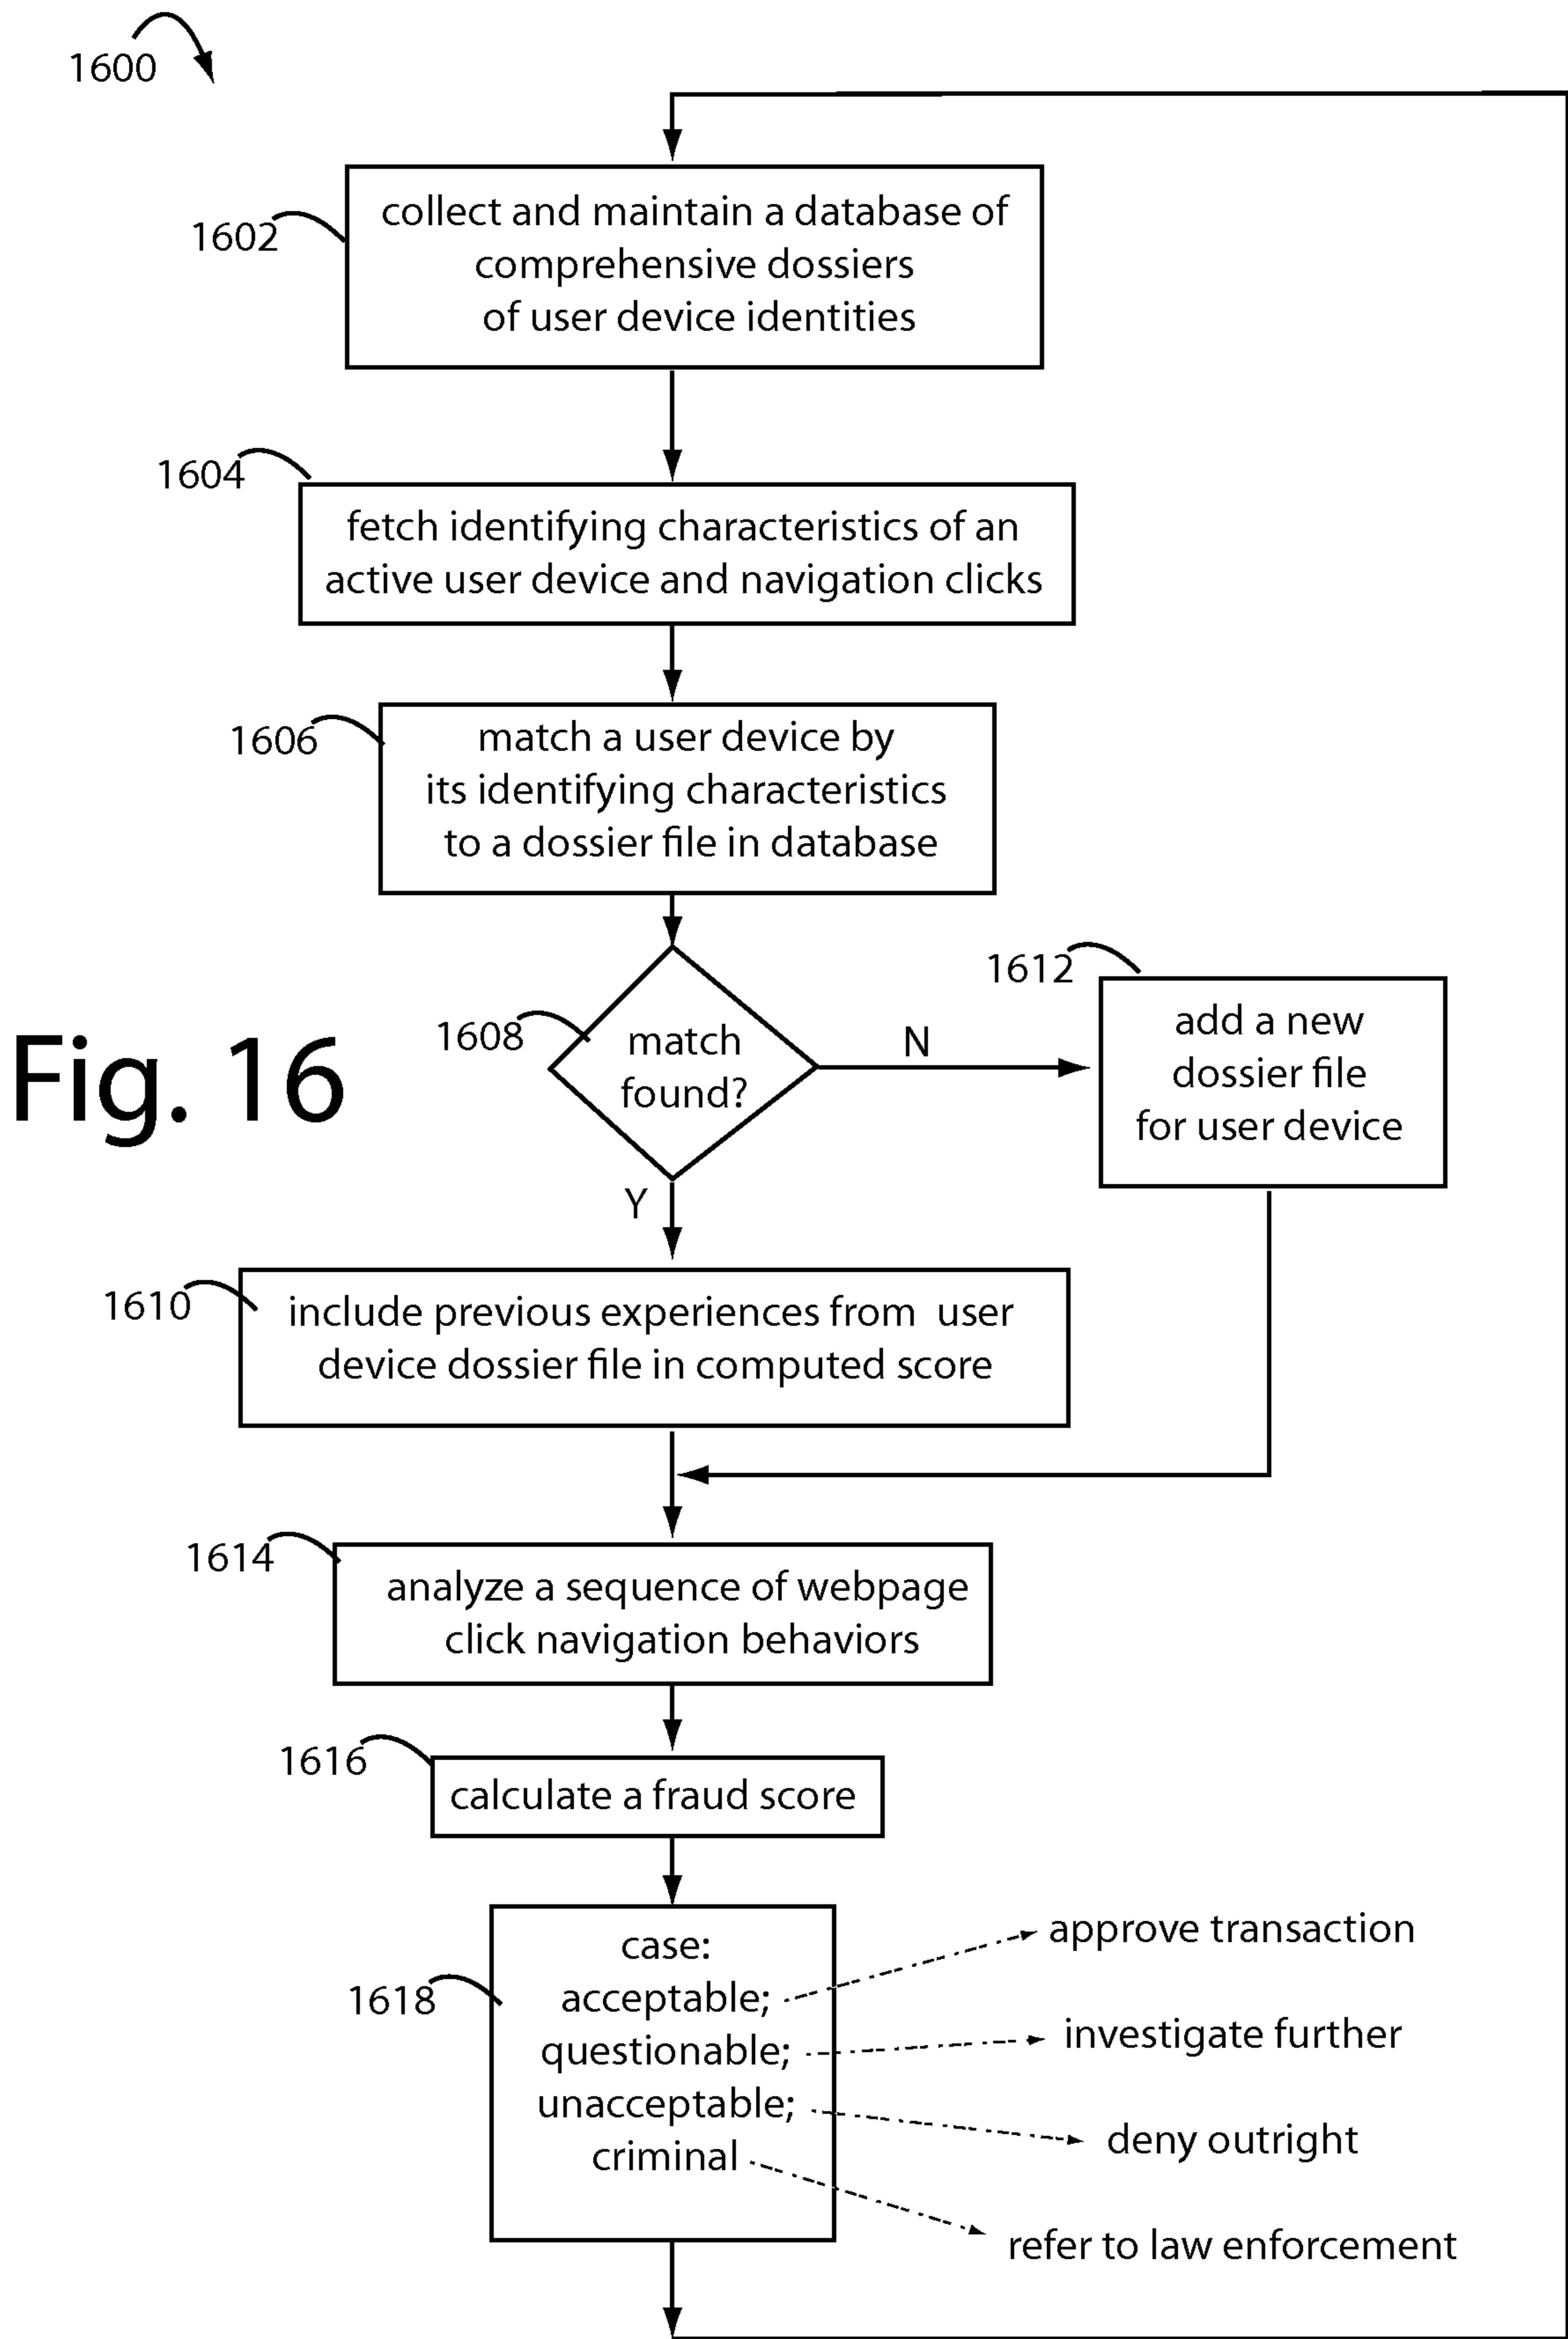 1600
1602
collect and maintain a database of
comprehensive dossiers
of user device identities
1604
fetch identifying characteristics of an
active user device and navigation clicks
1606
match a user device by
its identifying characteristics
to a dossier file in database
Fig. 16
1608
match
found?
N
Y
1612
add a new
dossier file
for user device
1610
include previous experiences from user
device dossier file in computed score
1614
analyze a sequence of webpage
click navigation behaviors
1616
calculate a fraud score
1618
case:
acceptable;
questionable;
unacceptable;
criminal
approve transaction
investigate further
deny outright
refer to law enforcement